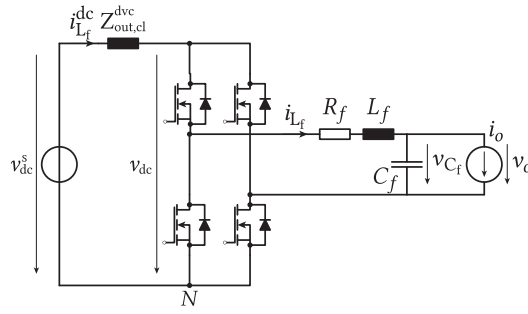 i_{L_f}^{dc} Z_{out,cl}^{dvc}
i_{L_f} R_f L_f
i_o
v_{dc}^{s} v_{dc} C_f v_{C_f} v_o
N